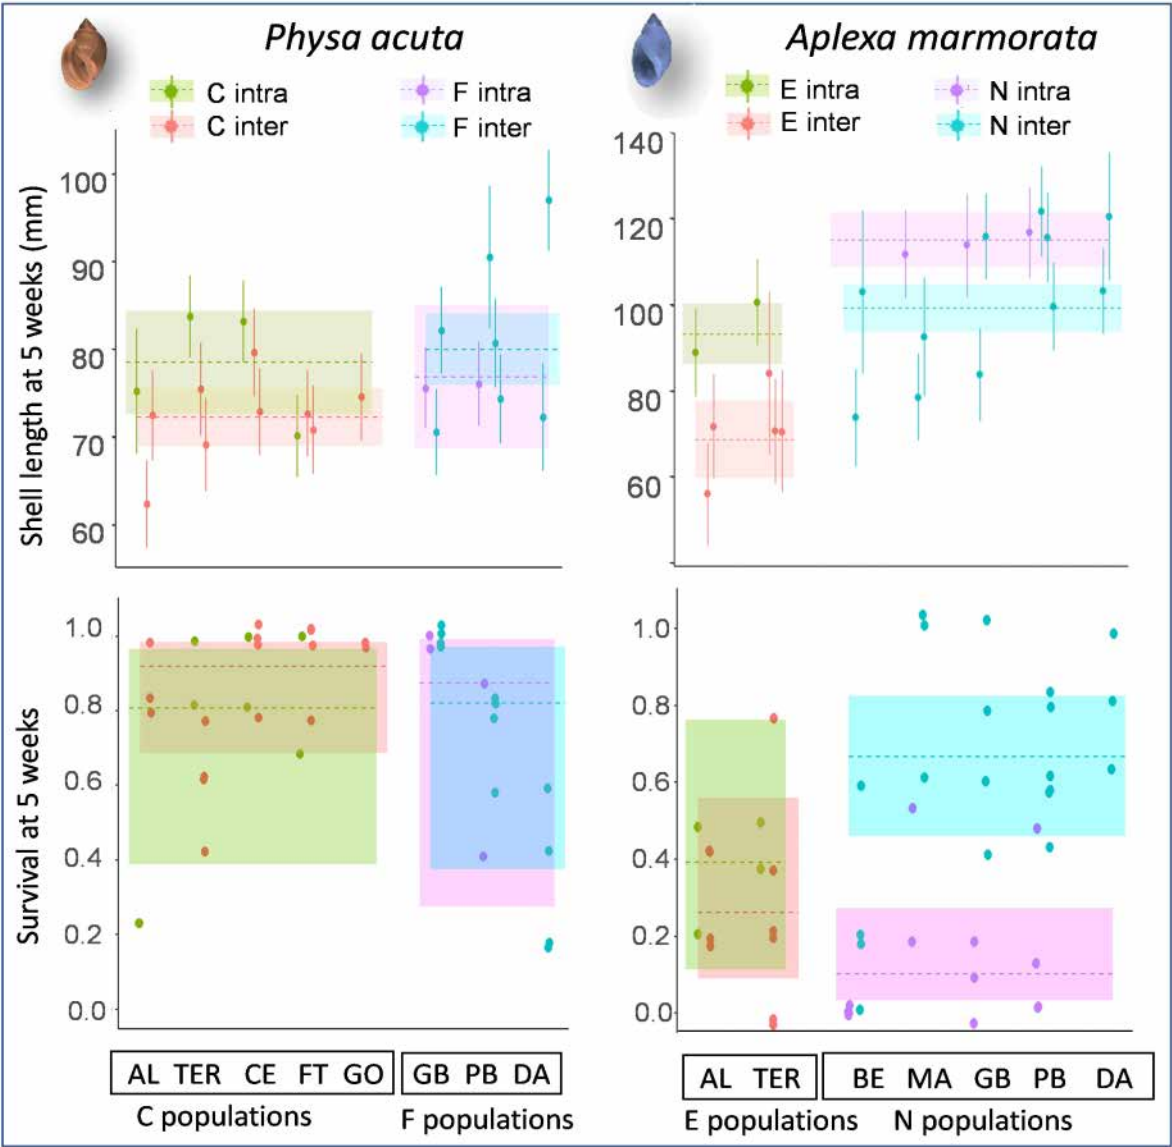 Physa acuta
Aplexa marmorata
C intra
F intra
C inter
F inter
E intra
N intra
E inter
N inter
Shell length at 5 weeks (mm)
100
90
80
70
60
140
120
100
80
60
Survival at 5 weeks
1.0
0.8
0.6
0.4
0.2
0.0
1.0
0.8
0.6
0.4
0.2
0.0
AL TER CE FT GO
GB PB DA
C populations
F populations
AL TER
BE MA GB PB DA
E populations
N populations